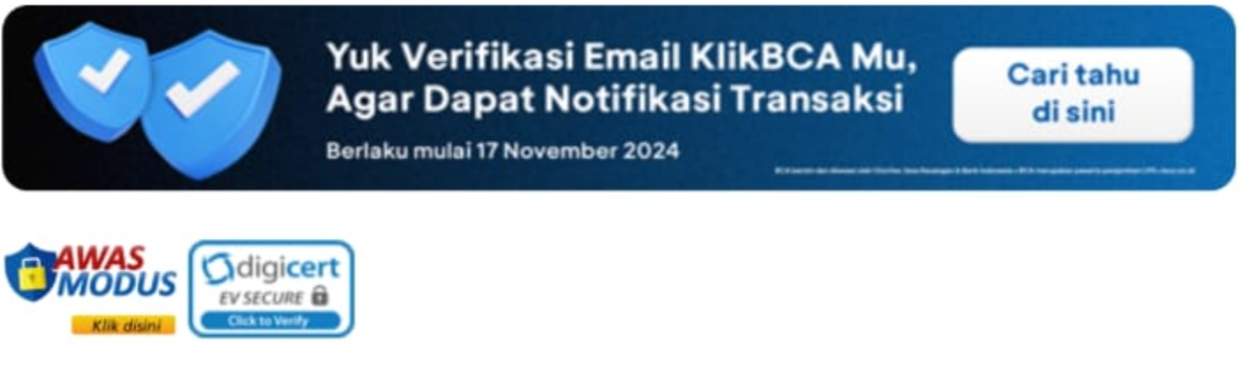 Yuk Verifikasi Email KlikBCA Mu,
Agar Dapat Notifikasi Transaksi
Berlaku mulai 17 November 2024
Cari tahu
di sini
AWAS
MODUS
Klik disini
digicert
EV SECURE
Click to Verify